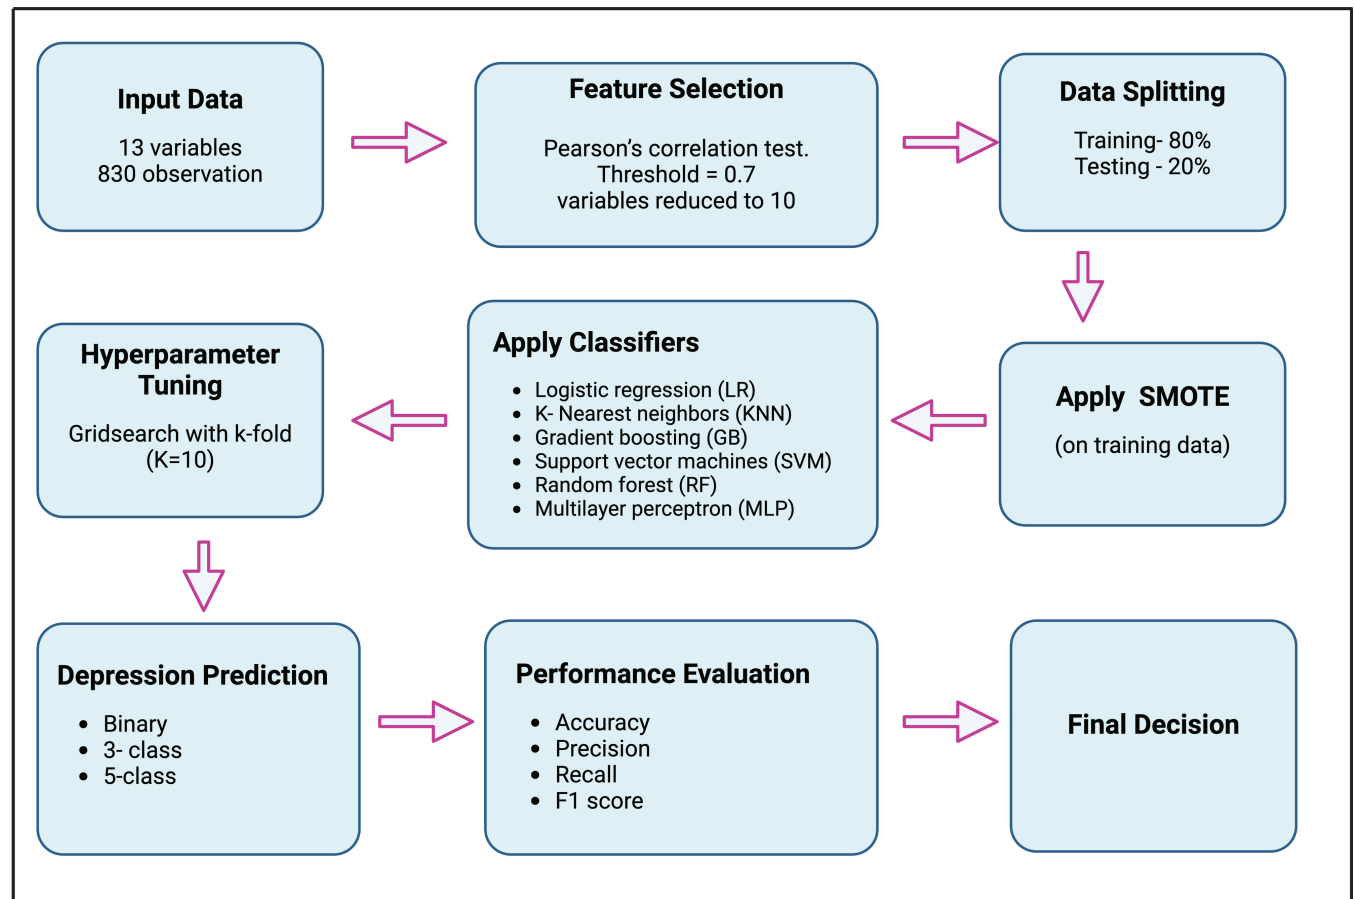 Input Data
13 variables
830 observation
Feature Selection
Pearson's correlation test.
Threshold = 0.7
variables reduced to 10
Data Splitting
Training- 80%
Testing - 20%
Apply  SMOTE
(on training data)
Apply Classifiers
• Logistic regression (LR)
• K- Nearest neighbors (KNN)
• Gradient boosting (GB)
• Support vector machines (SVM)
• Random forest (RF)
• Multilayer perceptron (MLP)
Hyperparameter
Tuning
Gridsearch with k-fold
(K=10)
Depression Prediction
• Binary
• 3- class
• 5-class
Performance Evaluation
• Accuracy
• Precision
• Recall
• F1 score
Final Decision